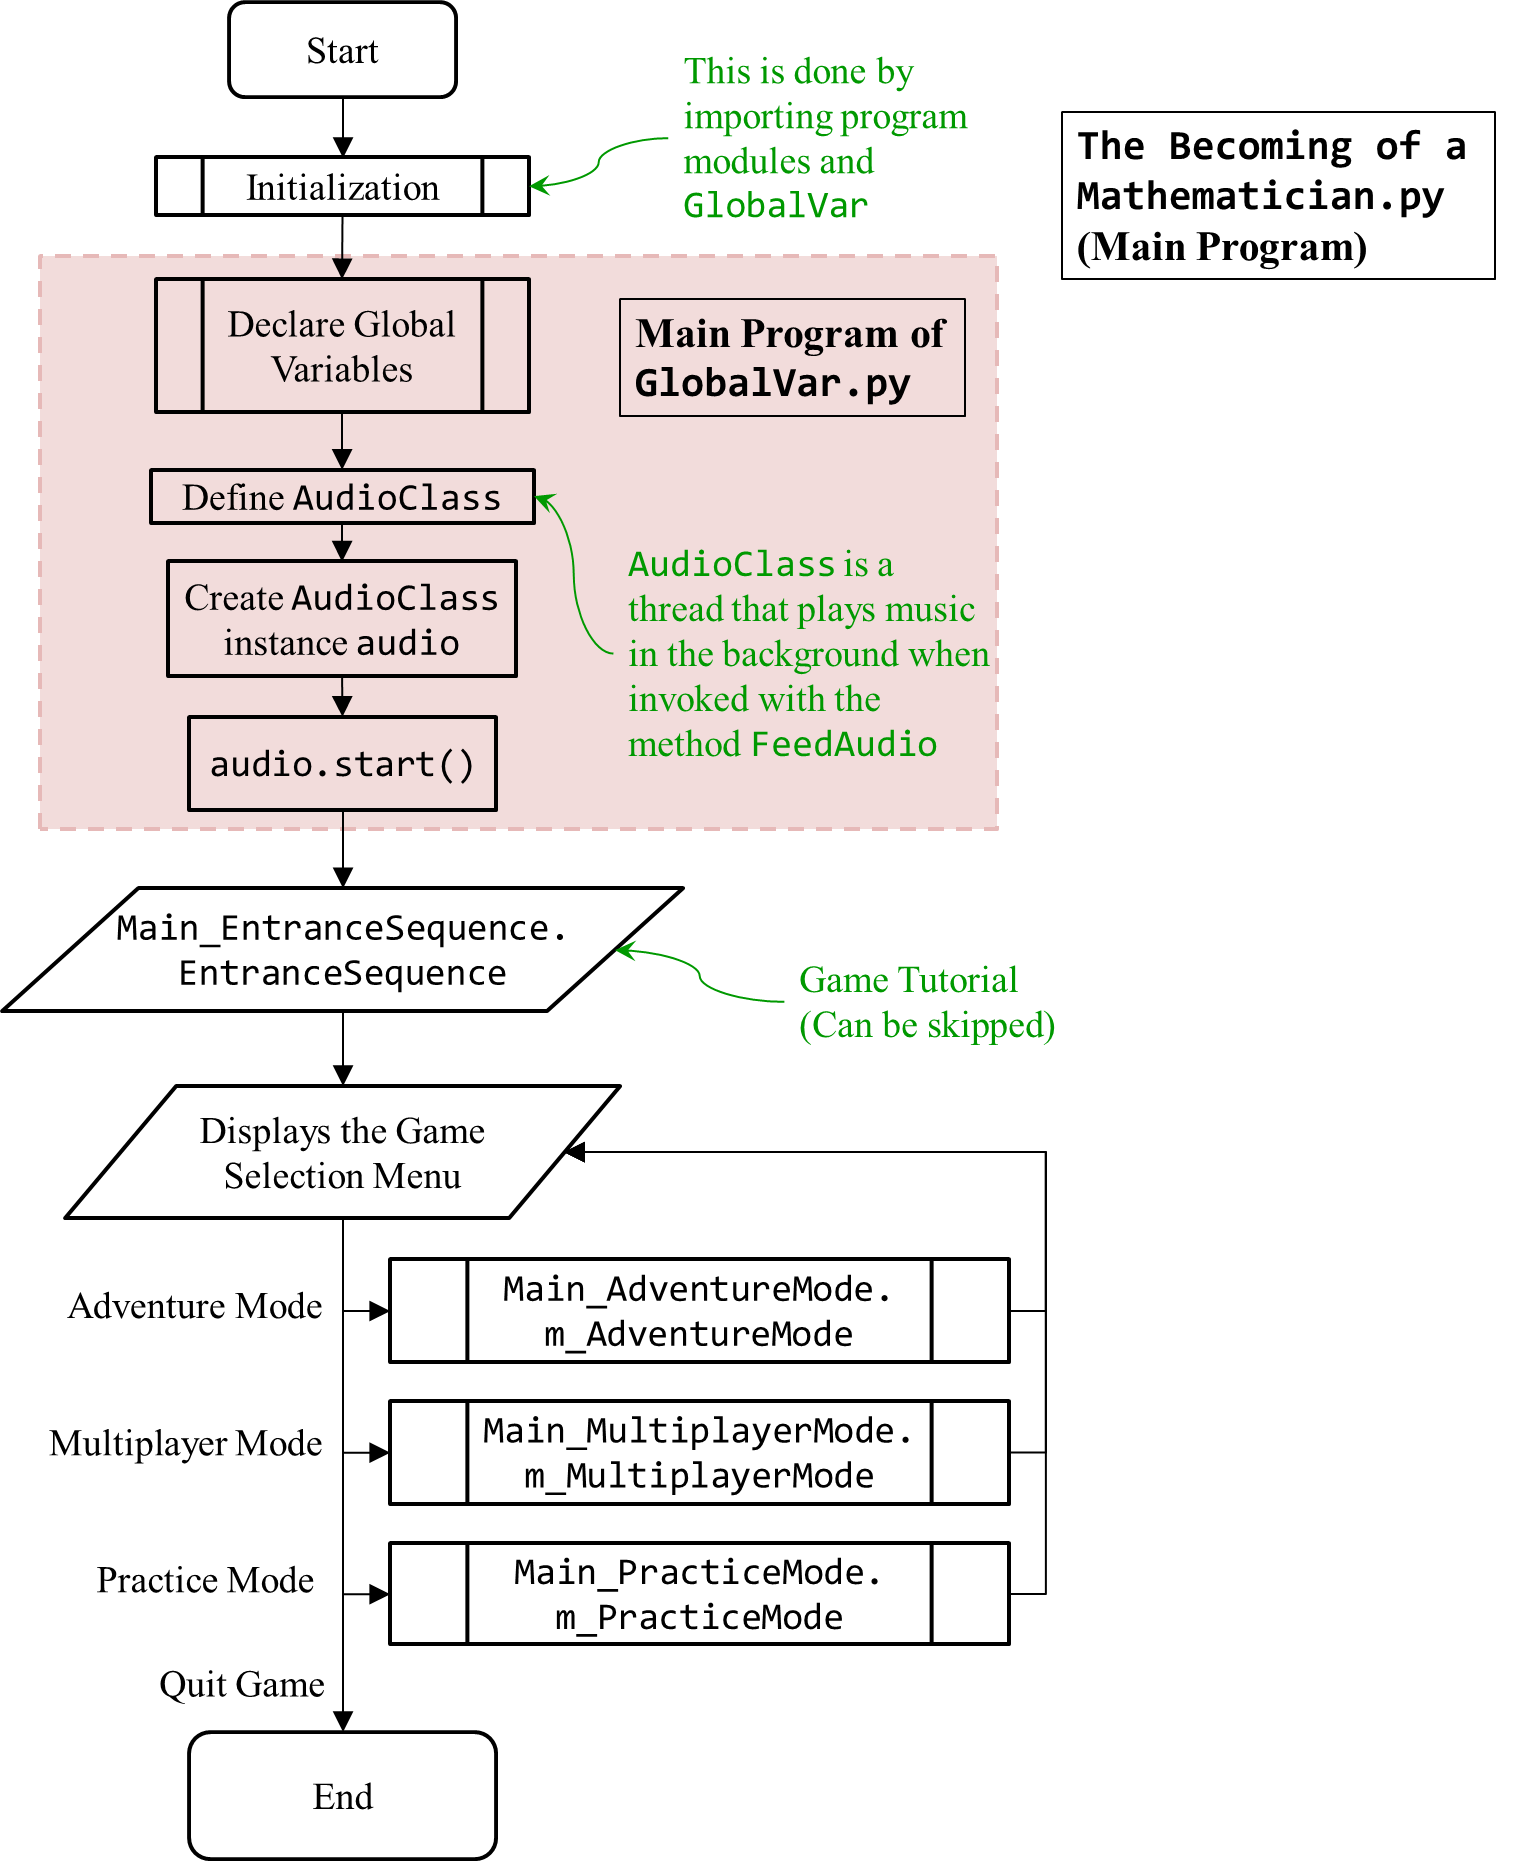 Start
This is done by
importing program
modules and
GlobalVar
The Becoming of a
Mathematician.py
(Main Program)
Initialization
Declare Global
Variables
Main Program of
GlobalVar.py
Define AudioClass
AudioClass is a
thread that plays music
in the background when
invoked with the
method FeedAudio
Create AudioClass
instance audio
audio.start()
Main_EntranceSequence.
EntranceSequence
Game Tutorial
(Can be skipped)
Displays the Game
Selection Menu
Adventure Mode
Main_AdventureMode.
m_AdventureMode
Multiplayer Mode
Main_MultiplayerMode.
m_MultiplayerMode
Practice Mode
Main_PracticeMode.
m_PracticeMode
Quit Game
End